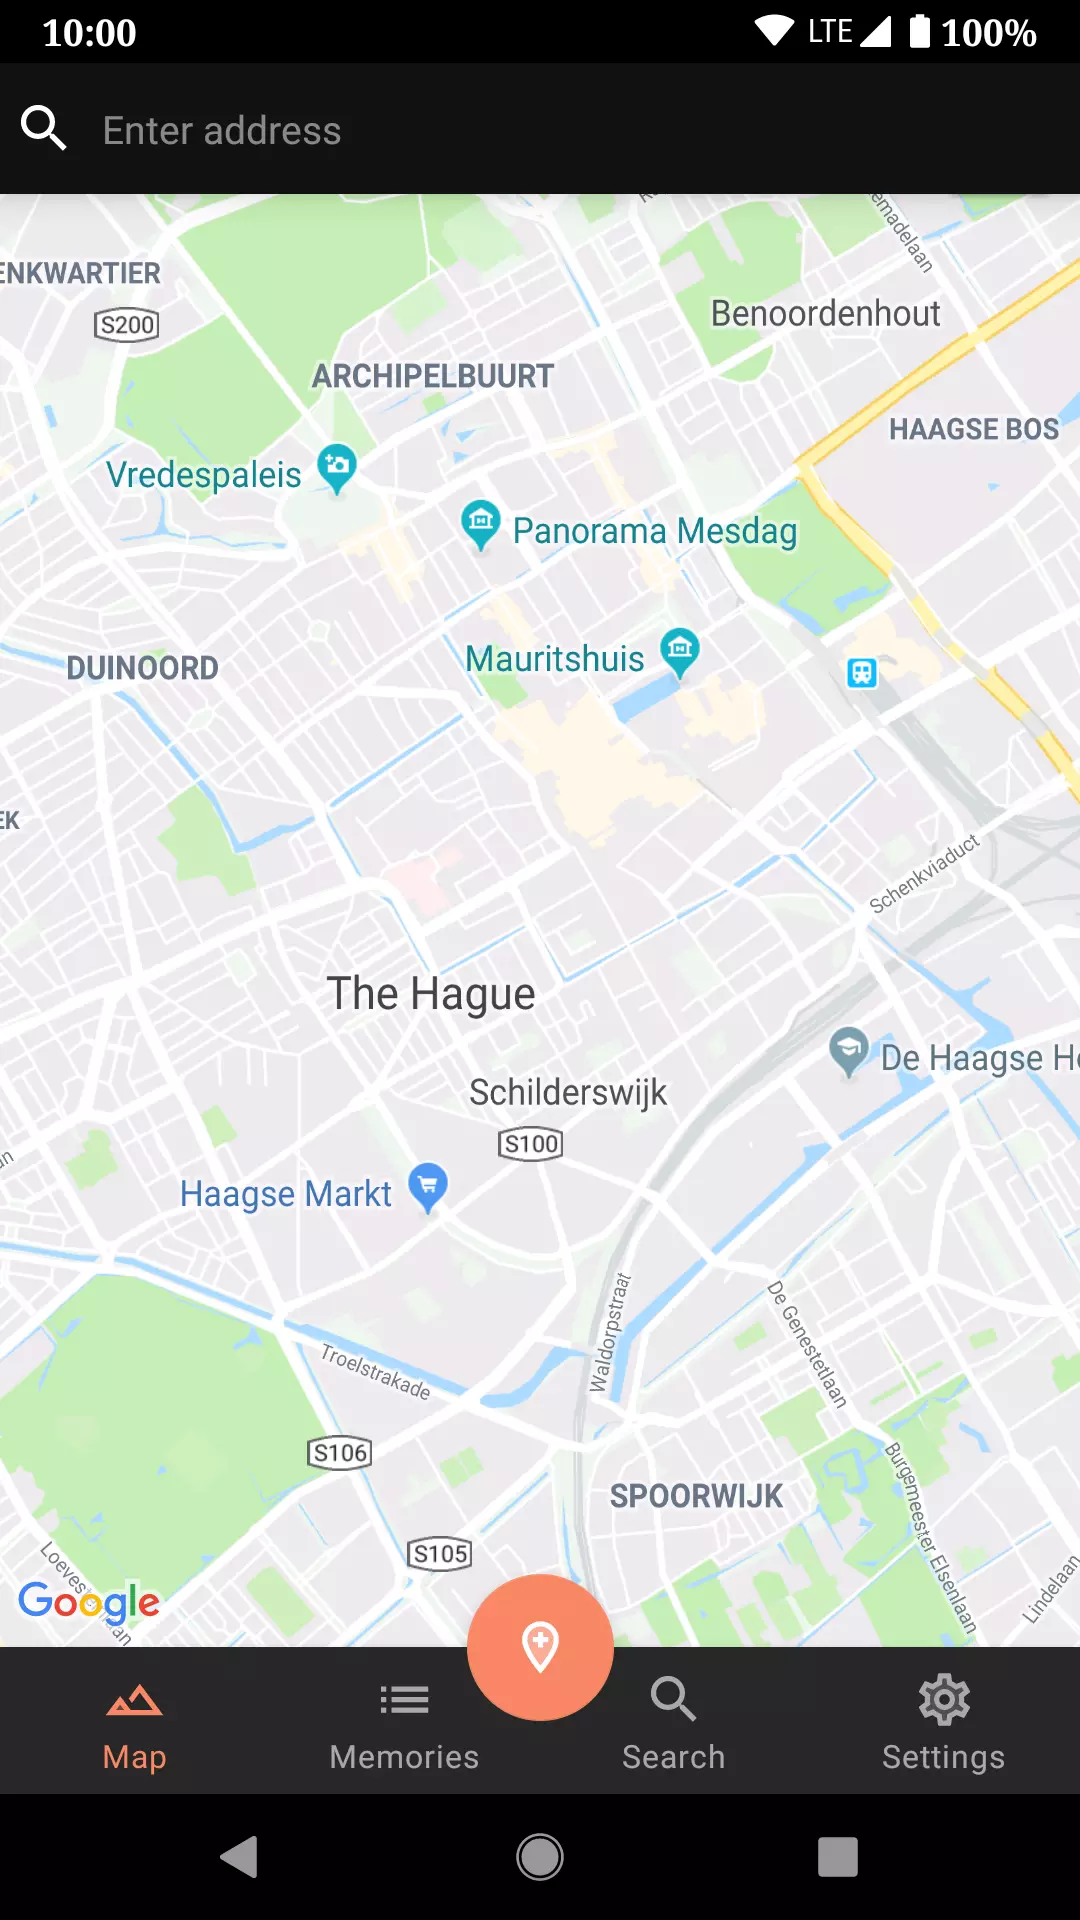 10:00
LTE 100%
Enter address
emadelaan
ENKWARTIER
S200
Benoordenhout
ARCHIPELBUURT
HAAGSE BOS
Vredespaleis
Panorama Mesdag
Mauritshuis
DUINOORD
EK
Schenkviaduct
The Hague
De Haagse H
Schilderswijk
S100
Haagse Markt
Waldorpstraat
De Genestetlaan
Troelstrakade
S106
Burgemeester Elsenlaan
SPOORWIJK
S105
Loeves
laan
Lindelaan
Google
Map
Memories
Search
Settings